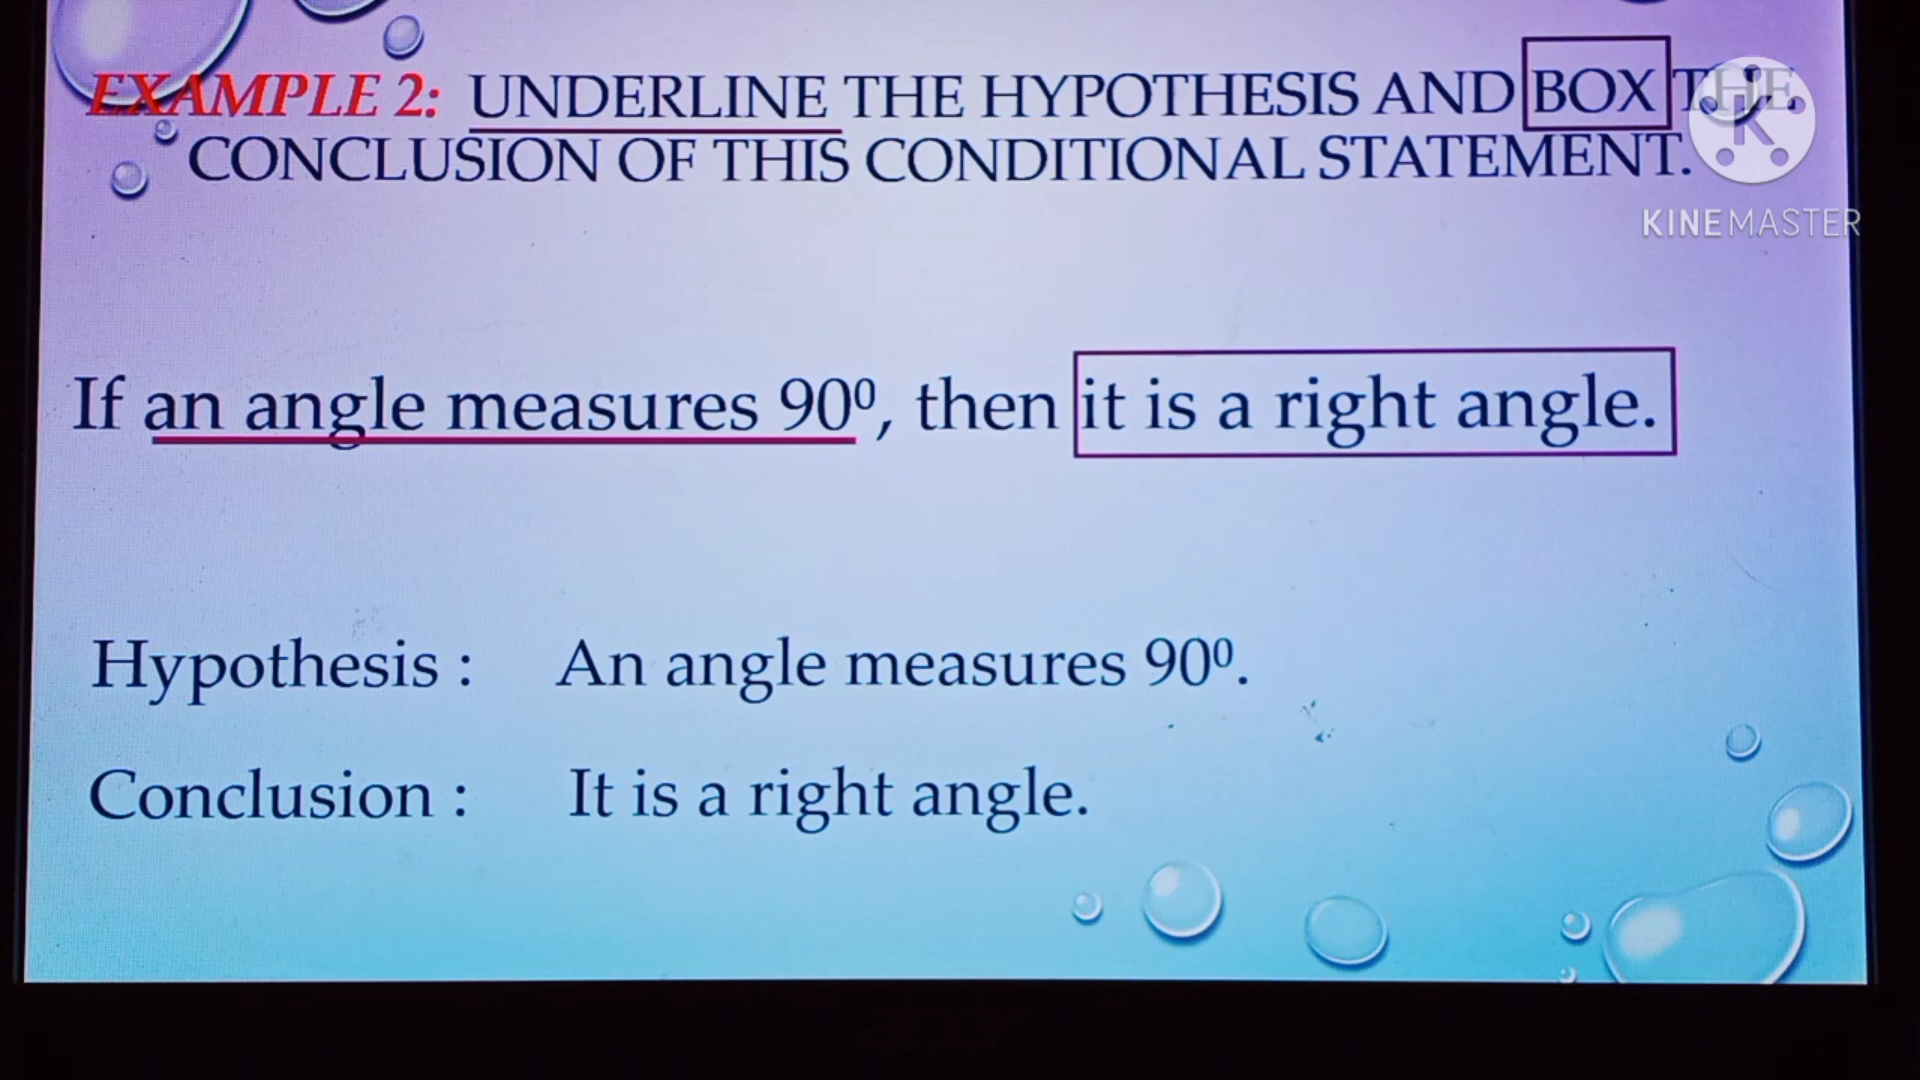 EXAMPLE 2: UNDERLINE THE HYPOTHESIS AND BOX THE
CONCLUSION OF THIS CONDITIONAL STATEMENT.
K
KINEMASTER
If an angle measures 90⁰, then it is a right angle.
Hypothesis : An angle measures 90⁰.
Conclusion : It is a right angle.